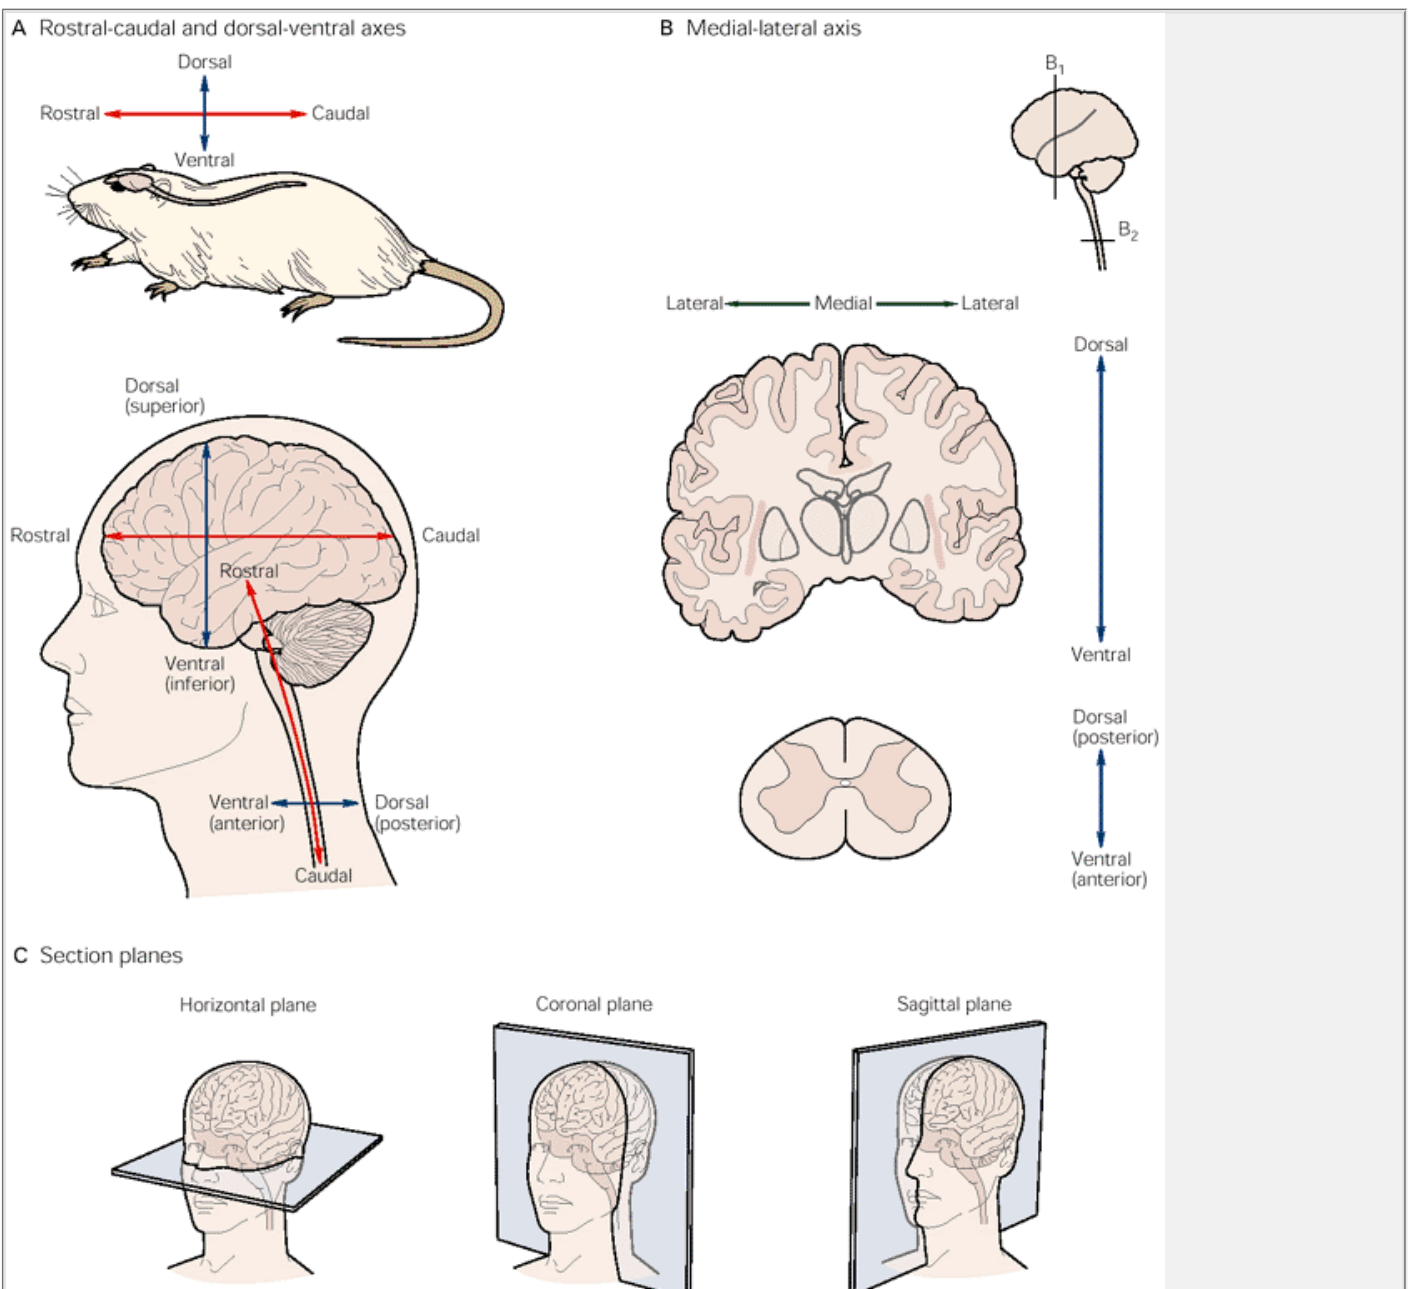 A Rostral-caudal and dorsal-ventral axes
Dorsal
Rostral
Caudal
Ventral
Dorsal
(superior)
Rostral
Caudal
Rostral
Ventral
(inferior)
Ventral
(anterior)
Dorsal
(posterior)
Caudal
B Medial-lateral axis
B1
B2
Lateral
Medial
Lateral
Dorsal
Ventral
Dorsal
(posterior)
Ventral
(anterior)
C Section planes
Horizontal plane
Coronal plane
Sagittal plane